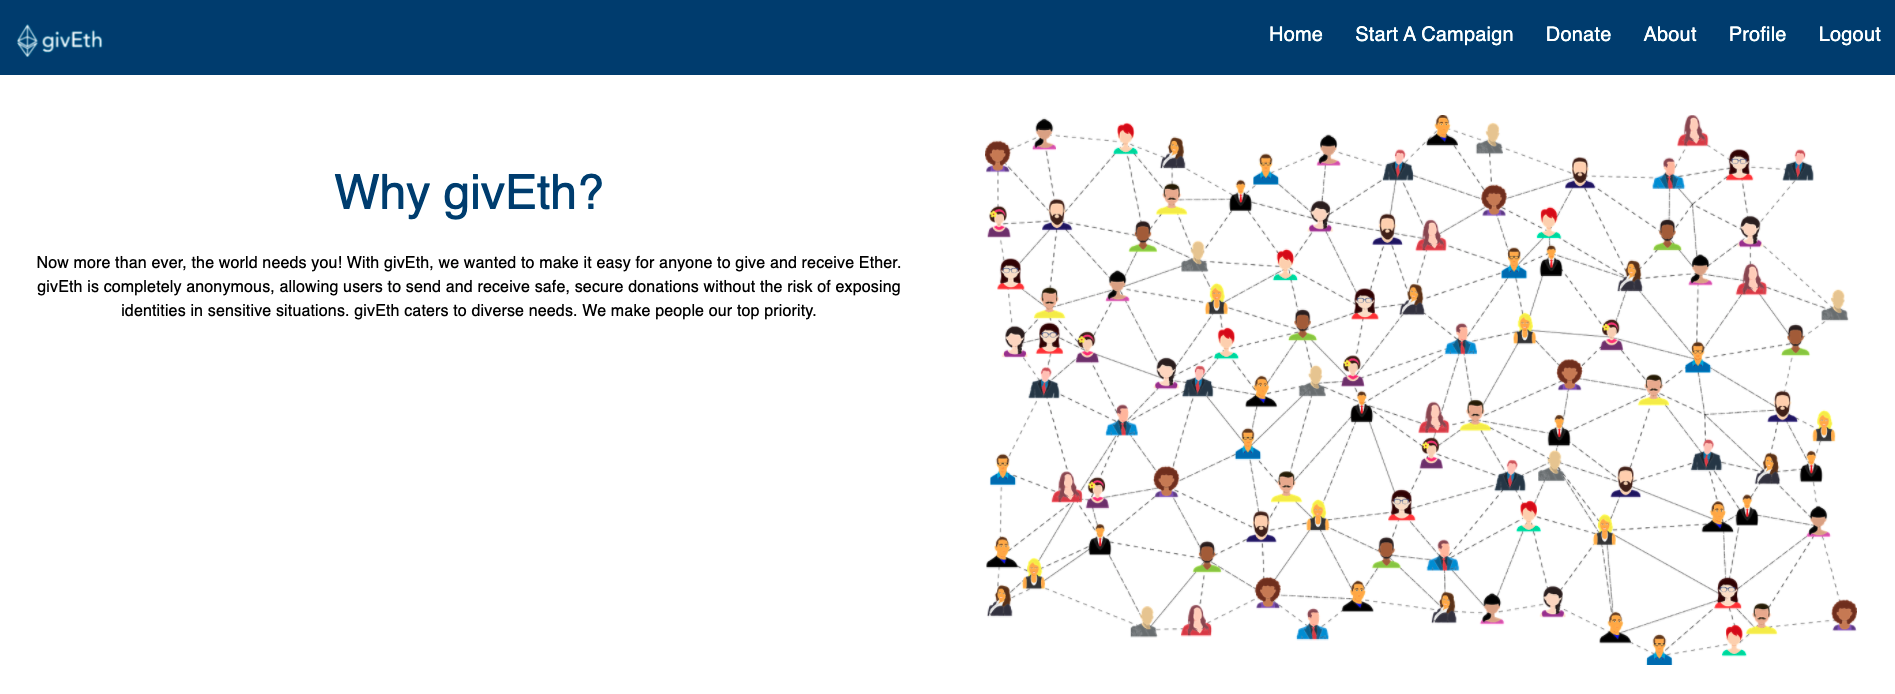 givEth
Home Start A Campaign Donate About Profile Logout
Why givEth?
Now more than ever, the world needs you! With givEth, we wanted to make it easy for anyone to give and receive Ether.
givEth is completely anonymous, allowing users to send and receive safe, secure donations without the risk of exposing
identities in sensitive situations. givEth caters to diverse needs. We make people our top priority.